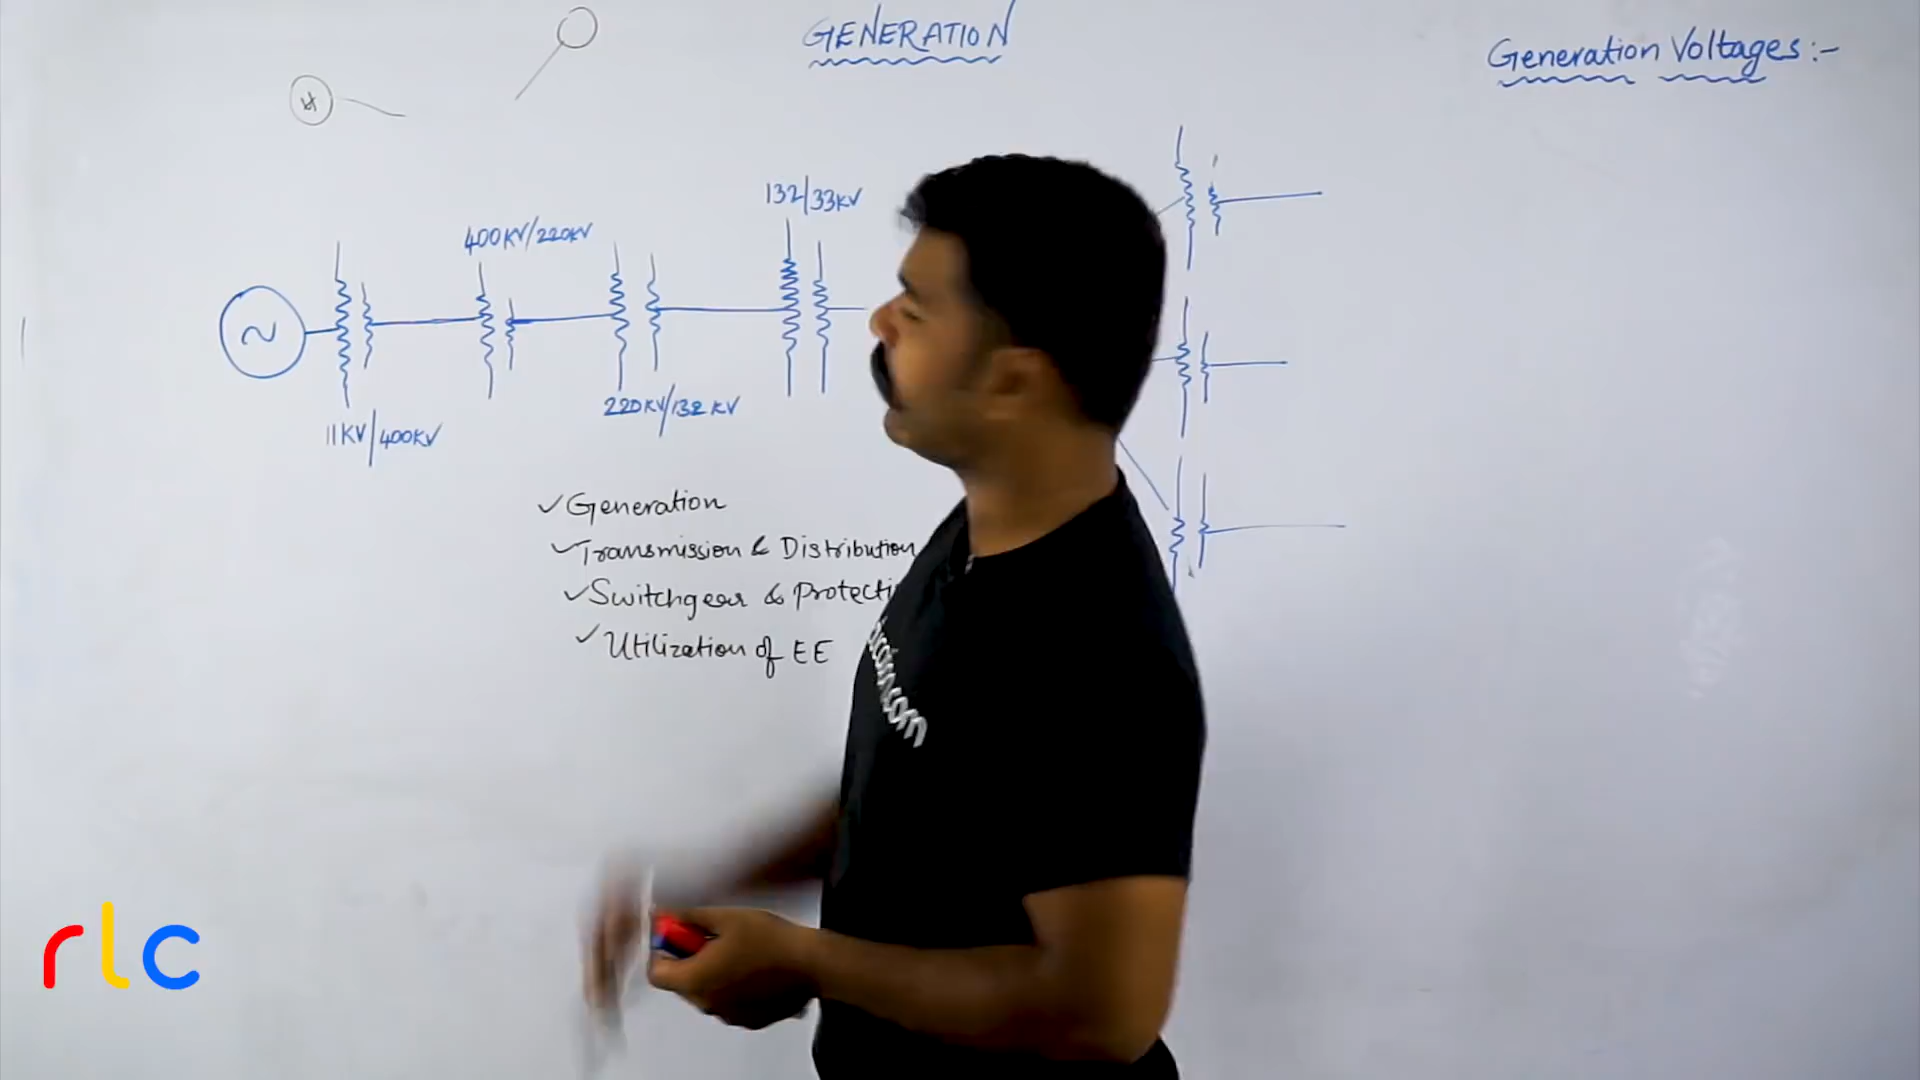 GENERATION
Generation Voltages :-
132/33KV
400KV/220KV
~
220KV/132KV
11KV/400KV
✓ Generation
✓ Transmission & Distribution
✓ Switchgear & Protecti
✓ Utilization of EE
rlc